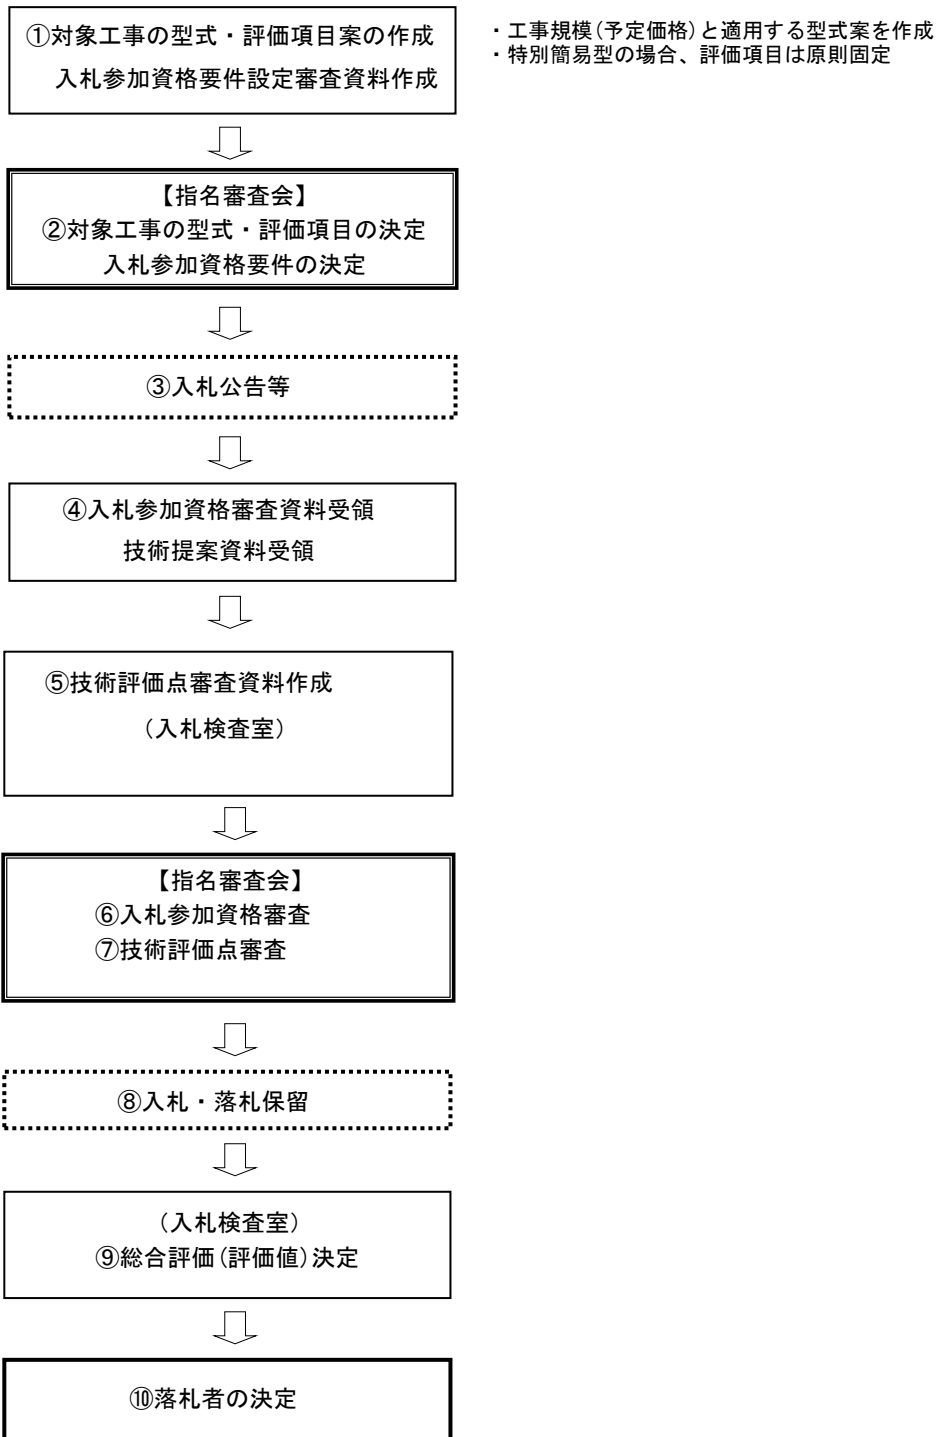 ①対象工事の型式・評価項目案の作成
入札参加資格要件設定審査資料作成
・工事規模(予定価格)と適用する型式案を作成
・特別簡易型の場合、評価項目は原則固定
【指名審査会】
②対象工事の型式・評価項目の決定
入札参加資格要件の決定
③入札公告等
④入札参加資格審査資料受領
技術提案資料受領
⑤技術評価点審査資料作成
（入札検査室）
【指名審査会】
⑥入札参加資格審査
⑦技術評価点審査
⑧入札・落札保留
（入札検査室）
⑨総合評価(評価値)決定
⑩落札者の決定